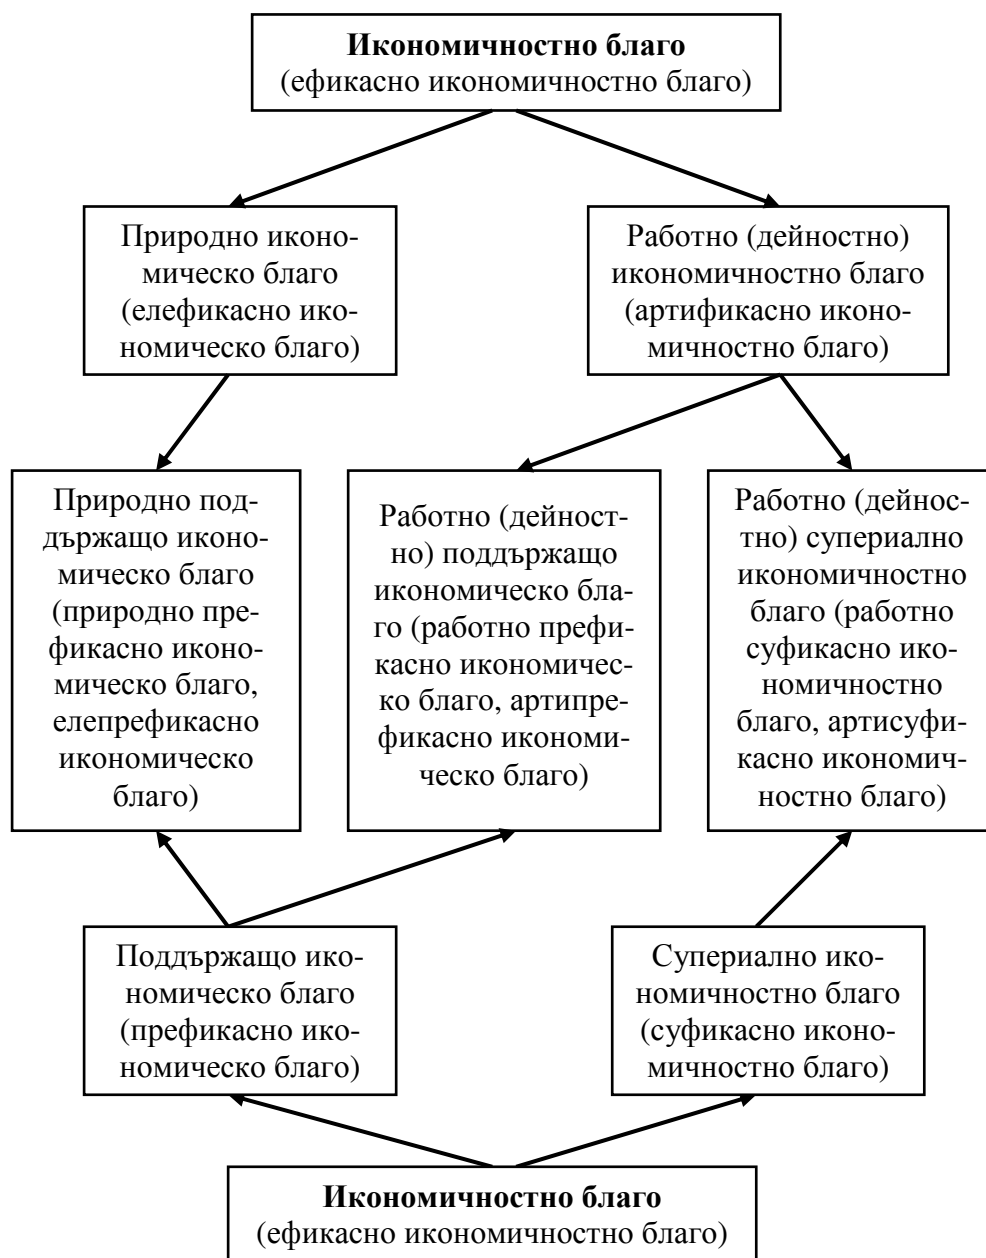 Икономичностно благо
(ефикасно икономичностно благо)
Природно ико-
мическо благо
(елефикасно ико-
номическо благо)
Работно (дейностно)
икономичностно благо
(артификасно иконо-
мичностно благо)
Природно под-
държащо иконо-
мическо благо
(природно пре-
фикасно иконо-
мическо благо,
елепрефикасно
икономическо
благо)
Работно (дейност-
но) поддържащо
икономическо бла-
го (работно префи-
касно икономичес-
ко благо, артипре-
фикасно икономи-
ческо благо)
Работно (дейнос-
тно) супериално
икономичностно
благо (работно
суфикасно ико-
номичностно
благо, артисуфи-
касно икономич-
ностно благо)
Поддържащо ико-
номическо благо
(префикасно ико-
номическо благо)
Супериално ико-
номичностно благо
(суфикасно иконо-
мичностно благо)
Икономичностно благо
(ефикасно икономичностно благо)